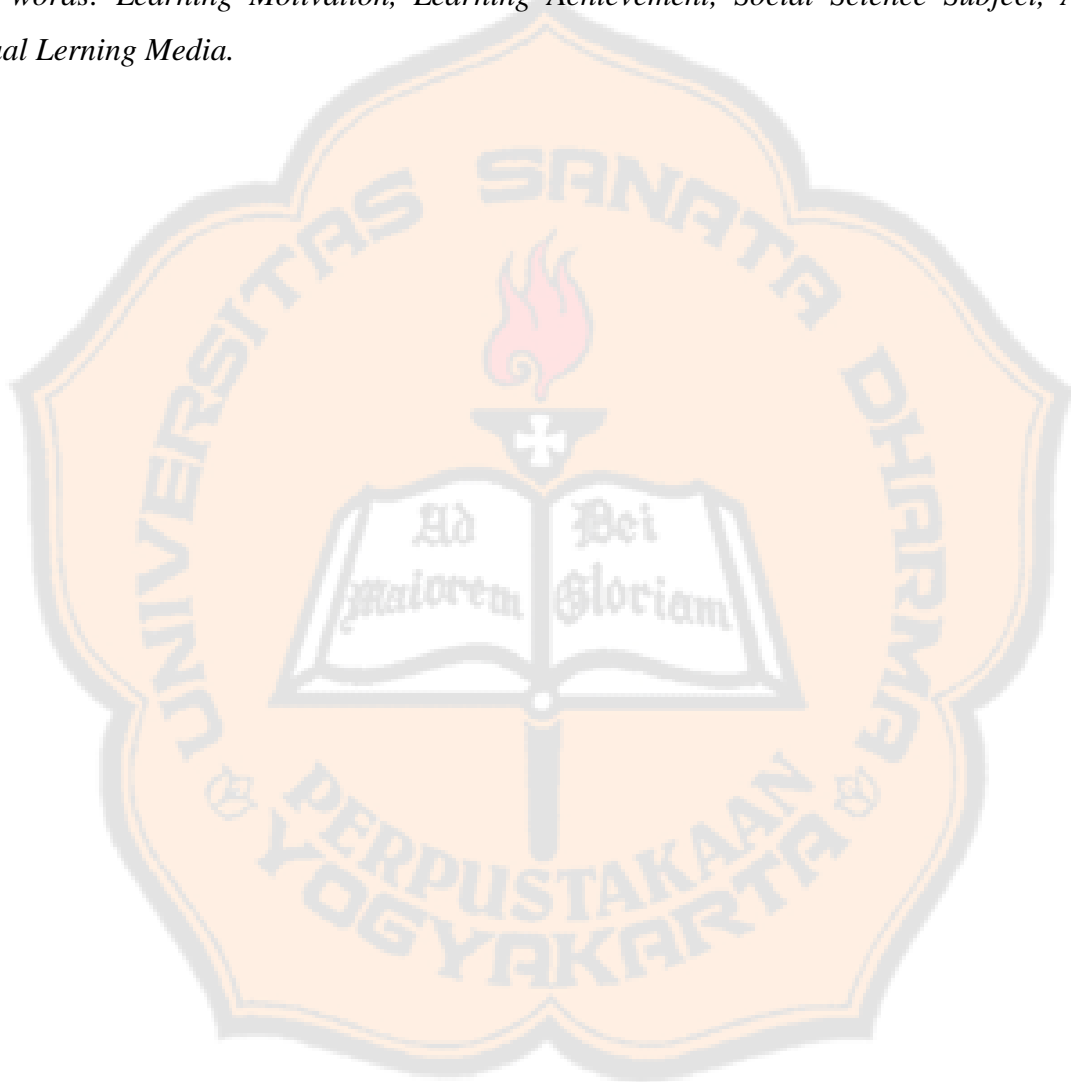 words: Learning Motivation, Learning Achievement, Social Science Subject,
ual Lerning Media.
UNIVERSITAS SANATA DHARMA
Ad Dei
Maiorem Gloriam
PERPUSTAKAAN
YOGYAKARTA